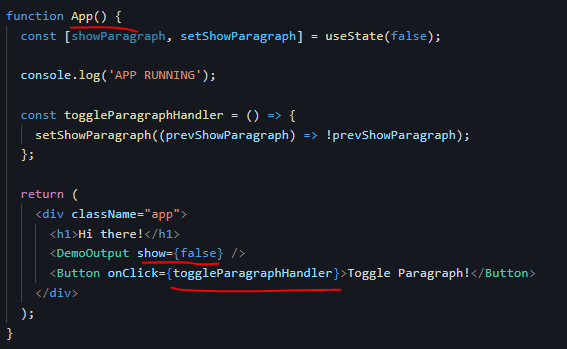 function App() {
const [showParagraph, setShowParagraph] = useState(false);
console.log('APP RUNNING');
const toggleParagraphHandler = () => {
setShowParagraph((prevShowParagraph) => !prevShowParagraph);
};
return (
<div className="app">
<h1>Hi there!</h1>
<DemoOutput show={false} />
<Button onClick={toggleParagraphHandler}>Toggle Paragraph!</Button>
</div>
);
}